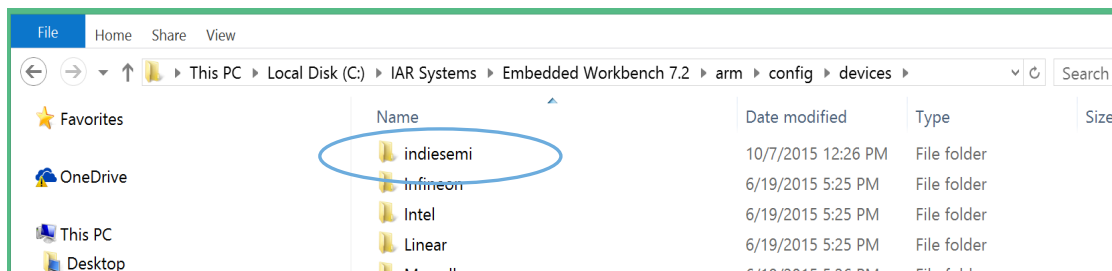 File Home Share View
This PC Local Disk (C:) IAR Systems Embedded Workbench 7.2 arm config devices Search
Favorites Name Date modified Type Size
indiesemi 10/7/2015 12:26 PM File folder
OneDrive Infineon 6/19/2015 5:25 PM File folder
Intel 6/19/2015 5:25 PM File folder
This PC Linear 6/19/2015 5:25 PM File folder
Desktop